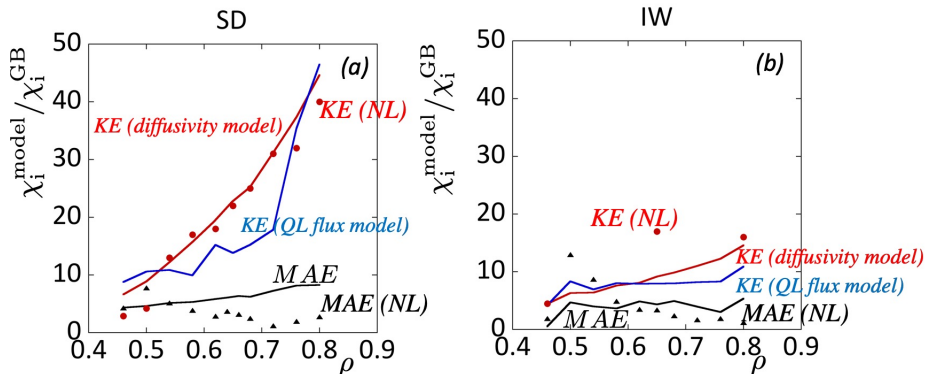 SD
IW
χ_i^model/χ_i^GB
50
40
30
20
10
0
(a)
KE (diffusivity model)
KE (NL)
KE (QL flux model)
MAE
MAE (NL)
0.4 0.5 0.6 0.7 0.8 0.9
ρ
χ_i^model/χ_i^GB
50
40
30
20
10
0
(b)
KE (NL)
KE (diffusivity model)
KE (QL flux model)
MAE
MAE (NL)
0.4 0.5 0.6 0.7 0.8 0.9
ρ